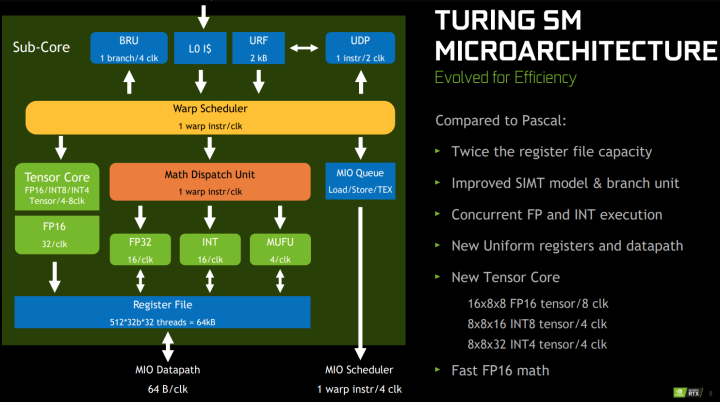 TURING SM
MICROARCHITECTURE
Evolved for Efficiency
Sub-Core
BRU
1 branch/4 clk
L0 I$
URF
2 kB
UDP
1 instr/2 clk
Warp Scheduler
1 warp instr/clk
Tensor Core
FP16/INT8/INT4
Tensor/4-8clk
FP16
32/clk
Math Dispatch Unit
1 warp instr/clk
MIO Queue
Load/Store/TEX
FP32
16/clk
INT
16/clk
MUFU
4/clk
Register File
512*32b*32 threads = 64kB
MIO Datapath
64 B/clk
MIO Scheduler
1 warp instr/4 clk
Compared to Pascal:
Twice the register file capacity
Improved SIMT model & branch unit
Concurrent FP and INT execution
New Uniform registers and datapath
New Tensor Core
16x8x8 FP16 tensor/8 clk
8x8x16 INT8 tensor/4 clk
8x8x32 INT4 tensor/4 clk
Fast FP16 math
RTX